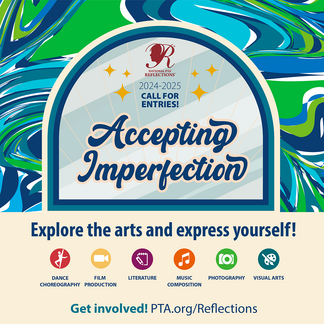 R
NATIONAL PTA
REFLECTIONS
2024-2025
CALL FOR
ENTRIES!
Accepting
Imperfection
Explore the arts and express yourself!
DANCE
CHOREOGRAPHY
FILM
PRODUCTION
LITERATURE
MUSIC
COMPOSITION
PHOTOGRAPHY
VISUAL ARTS
Get involved! PTA.org/Reflections